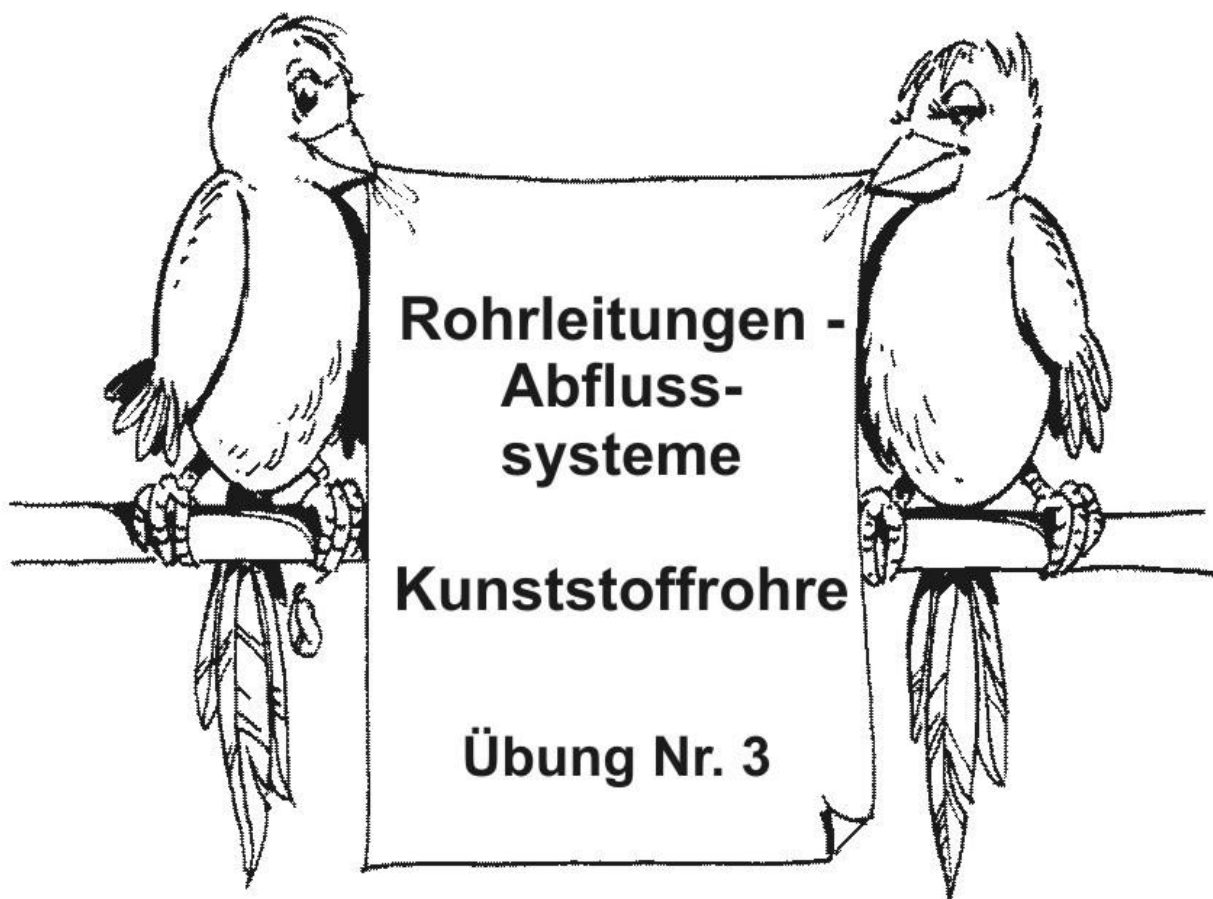 Rohrleitungen -
Abfluss-
systeme
Kunststoffrohre
Übung Nr. 3